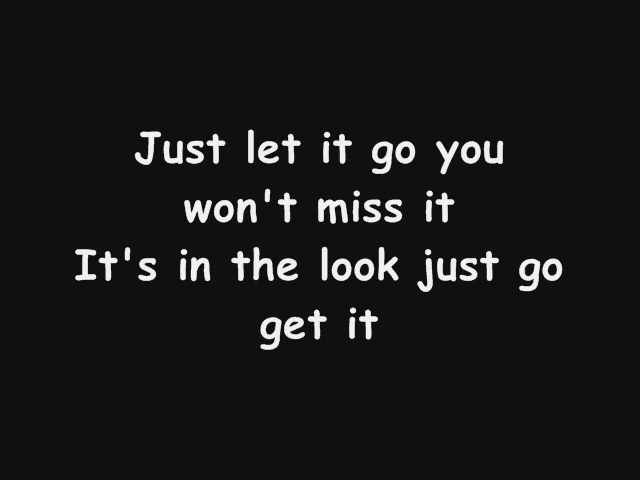 Just let it go you
won't miss it
It's in the look just go
get it